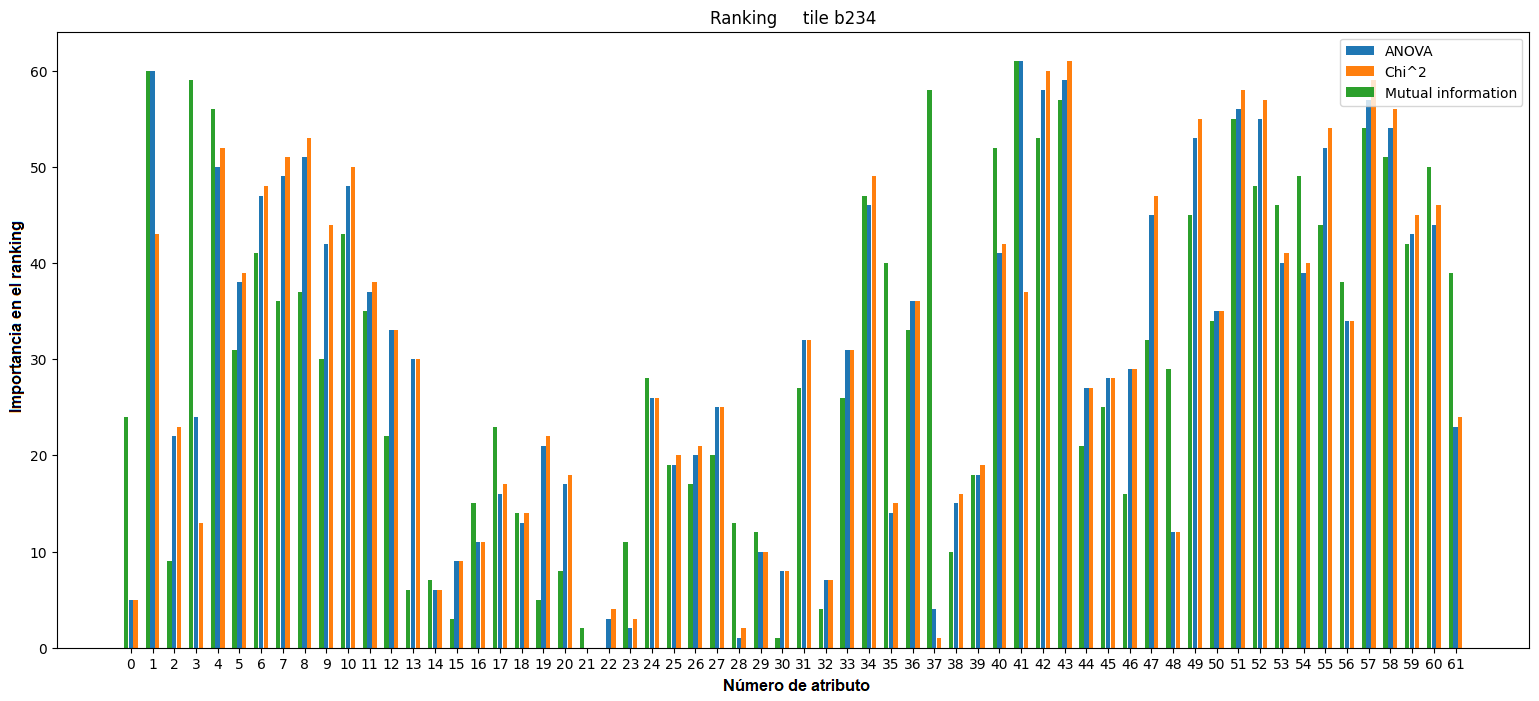 Ranking     tile b234
ANOVA
Chi^2
Mutual information
Importancia en el ranking
60
50
40
30
20
10
0
0 1 2 3 4 5 6 7 8 9 10 11 12 13 14 15 16 17 18 19 20 21 22 23 24 25 26 27 28 29 30 31 32 33 34 35 36 37 38 39 40 41 42 43 44 45 46 47 48 49 50 51 52 53 54 55 56 57 58 59 60 61
Número de atributo